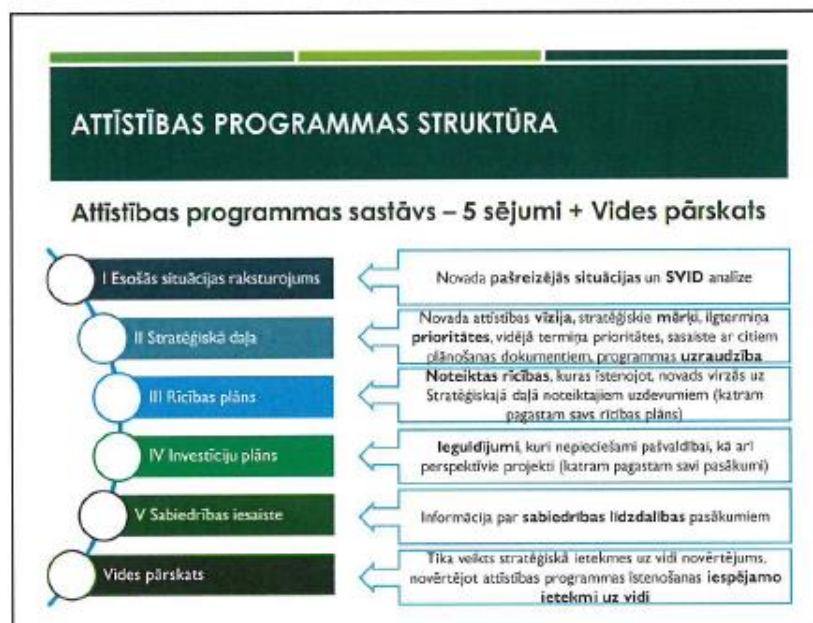 ATTĪSTĪBAS PROGRAMMAS STRUKTŪRA
Attīstības programmas sastāvs – 5 sējumi + Vides pārskats
I Esošās situācijas raksturojums
Novada pašreizējās situācijas un SVID analīze
II Stratēģiskā daļa
Novada attīstības vīzija, stratēģiskie mērķi, ilgtermiņa
prioritātes, vidējā termiņa prioritātes, sasaiste ar citiem
plānošanas dokumentiem, programmas uzraudzība
III Rīcības plāns
Noteiktas rīcības, kuras īstenojot, novads virzās uz
Stratēģiskajā daļā noteiktajiem uzdevumiem (katram
pagastam savs rīcības plāns)
IV Investīciju plāns
Ieguldījumi, kuri nepieciešami pašvaldībai, kā arī
perspektīvie projekti (katram pagastam savi pasākumi)
V Sabiedrības iesaiste
Informācija par sabiedrības līdzdalības pasākumiem
Vides pārskats
Tika veikts stratēģiskā ietekmes uz vidi novērtējums,
novērtējot attīstības programmas īstenošanas iespējamo
ietekmi uz vidi